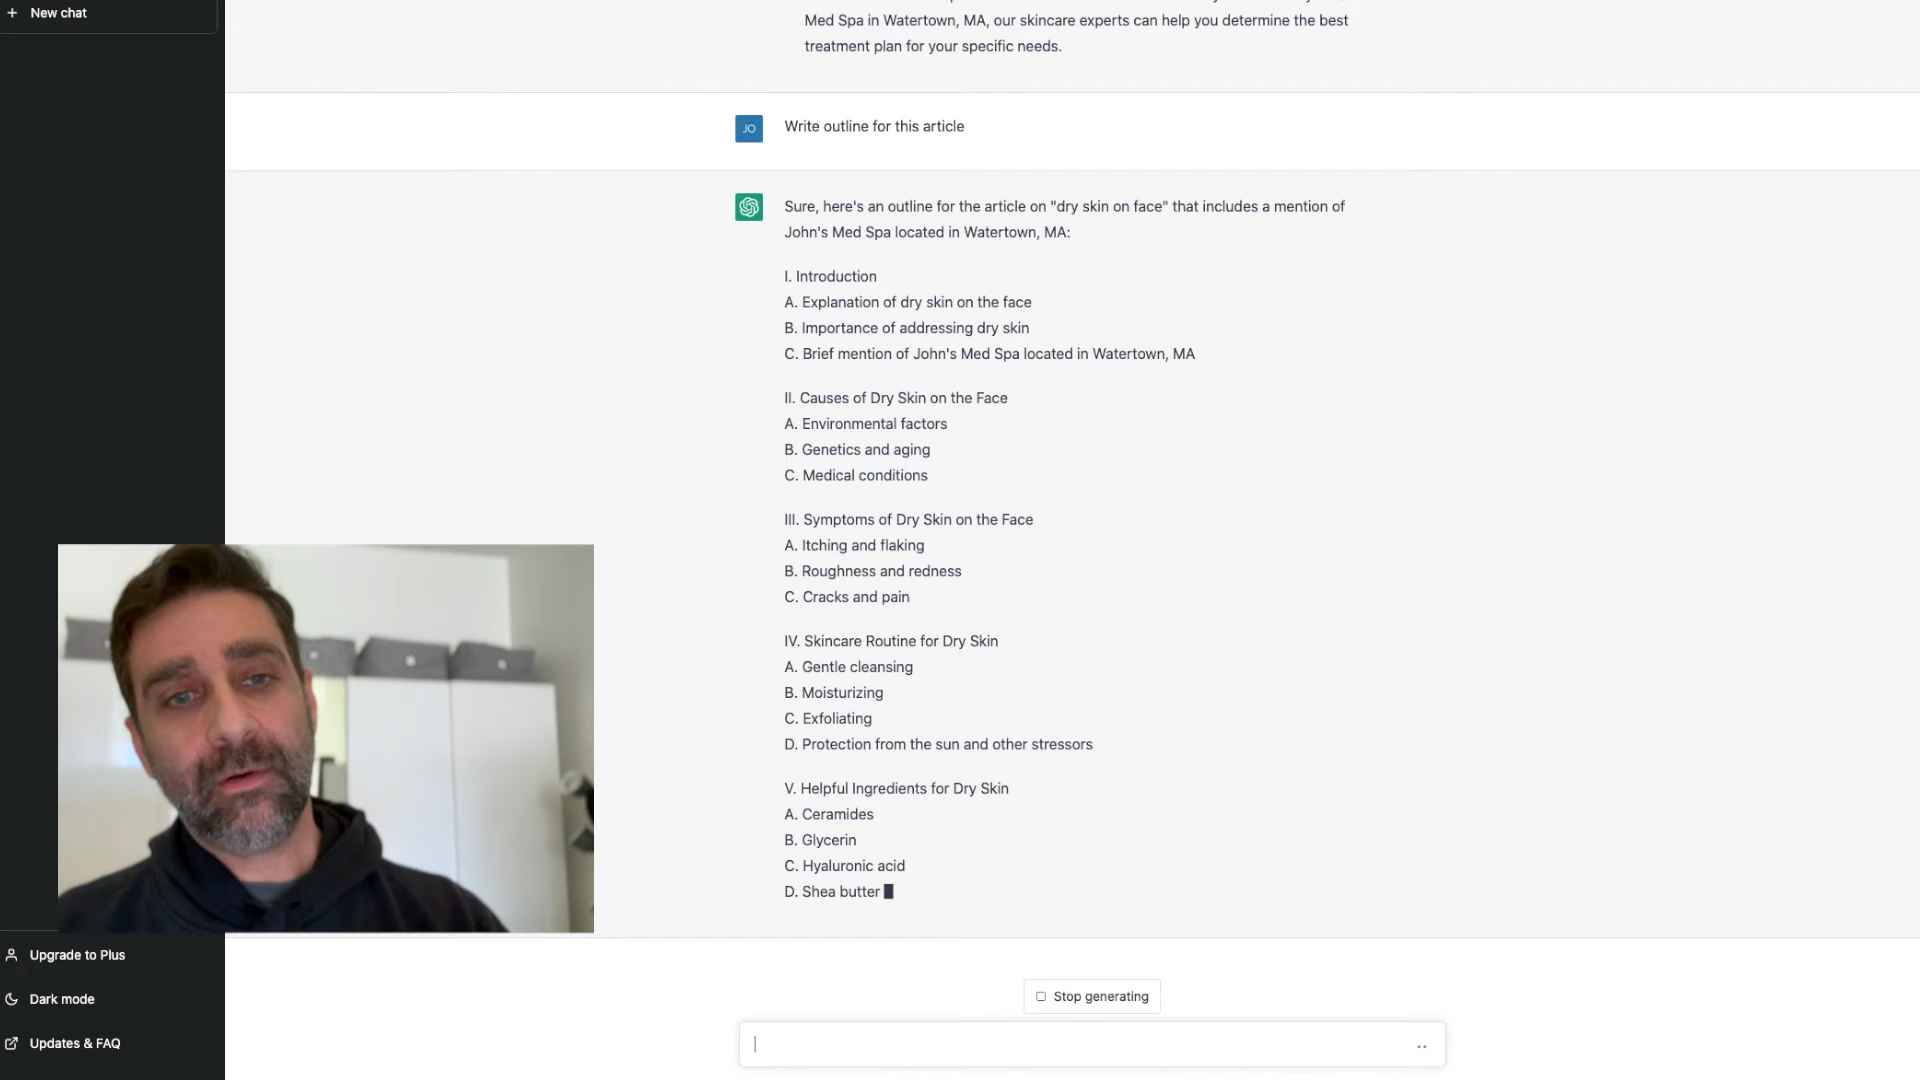 New chat
Med Spa in Watertown, MA, our skincare experts can help you determine the best
treatment plan for your specific needs.
JO
Write outline for this article
Sure, here's an outline for the article on "dry skin on face" that includes a mention of
John's Med Spa located in Watertown, MA:
I. Introduction
A. Explanation of dry skin on the face
B. Importance of addressing dry skin
C. Brief mention of John's Med Spa located in Watertown, MA
II. Causes of Dry Skin on the Face
A. Environmental factors
B. Genetics and aging
C. Medical conditions
III. Symptoms of Dry Skin on the Face
A. Itching and flaking
B. Roughness and redness
C. Cracks and pain
IV. Skincare Routine for Dry Skin
A. Gentle cleansing
B. Moisturizing
C. Exfoliating
D. Protection from the sun and other stressors
V. Helpful Ingredients for Dry Skin
A. Ceramides
B. Glycerin
C. Hyaluronic acid
D. Shea butter
Upgrade to Plus
Dark mode
Updates & FAQ
Stop generating